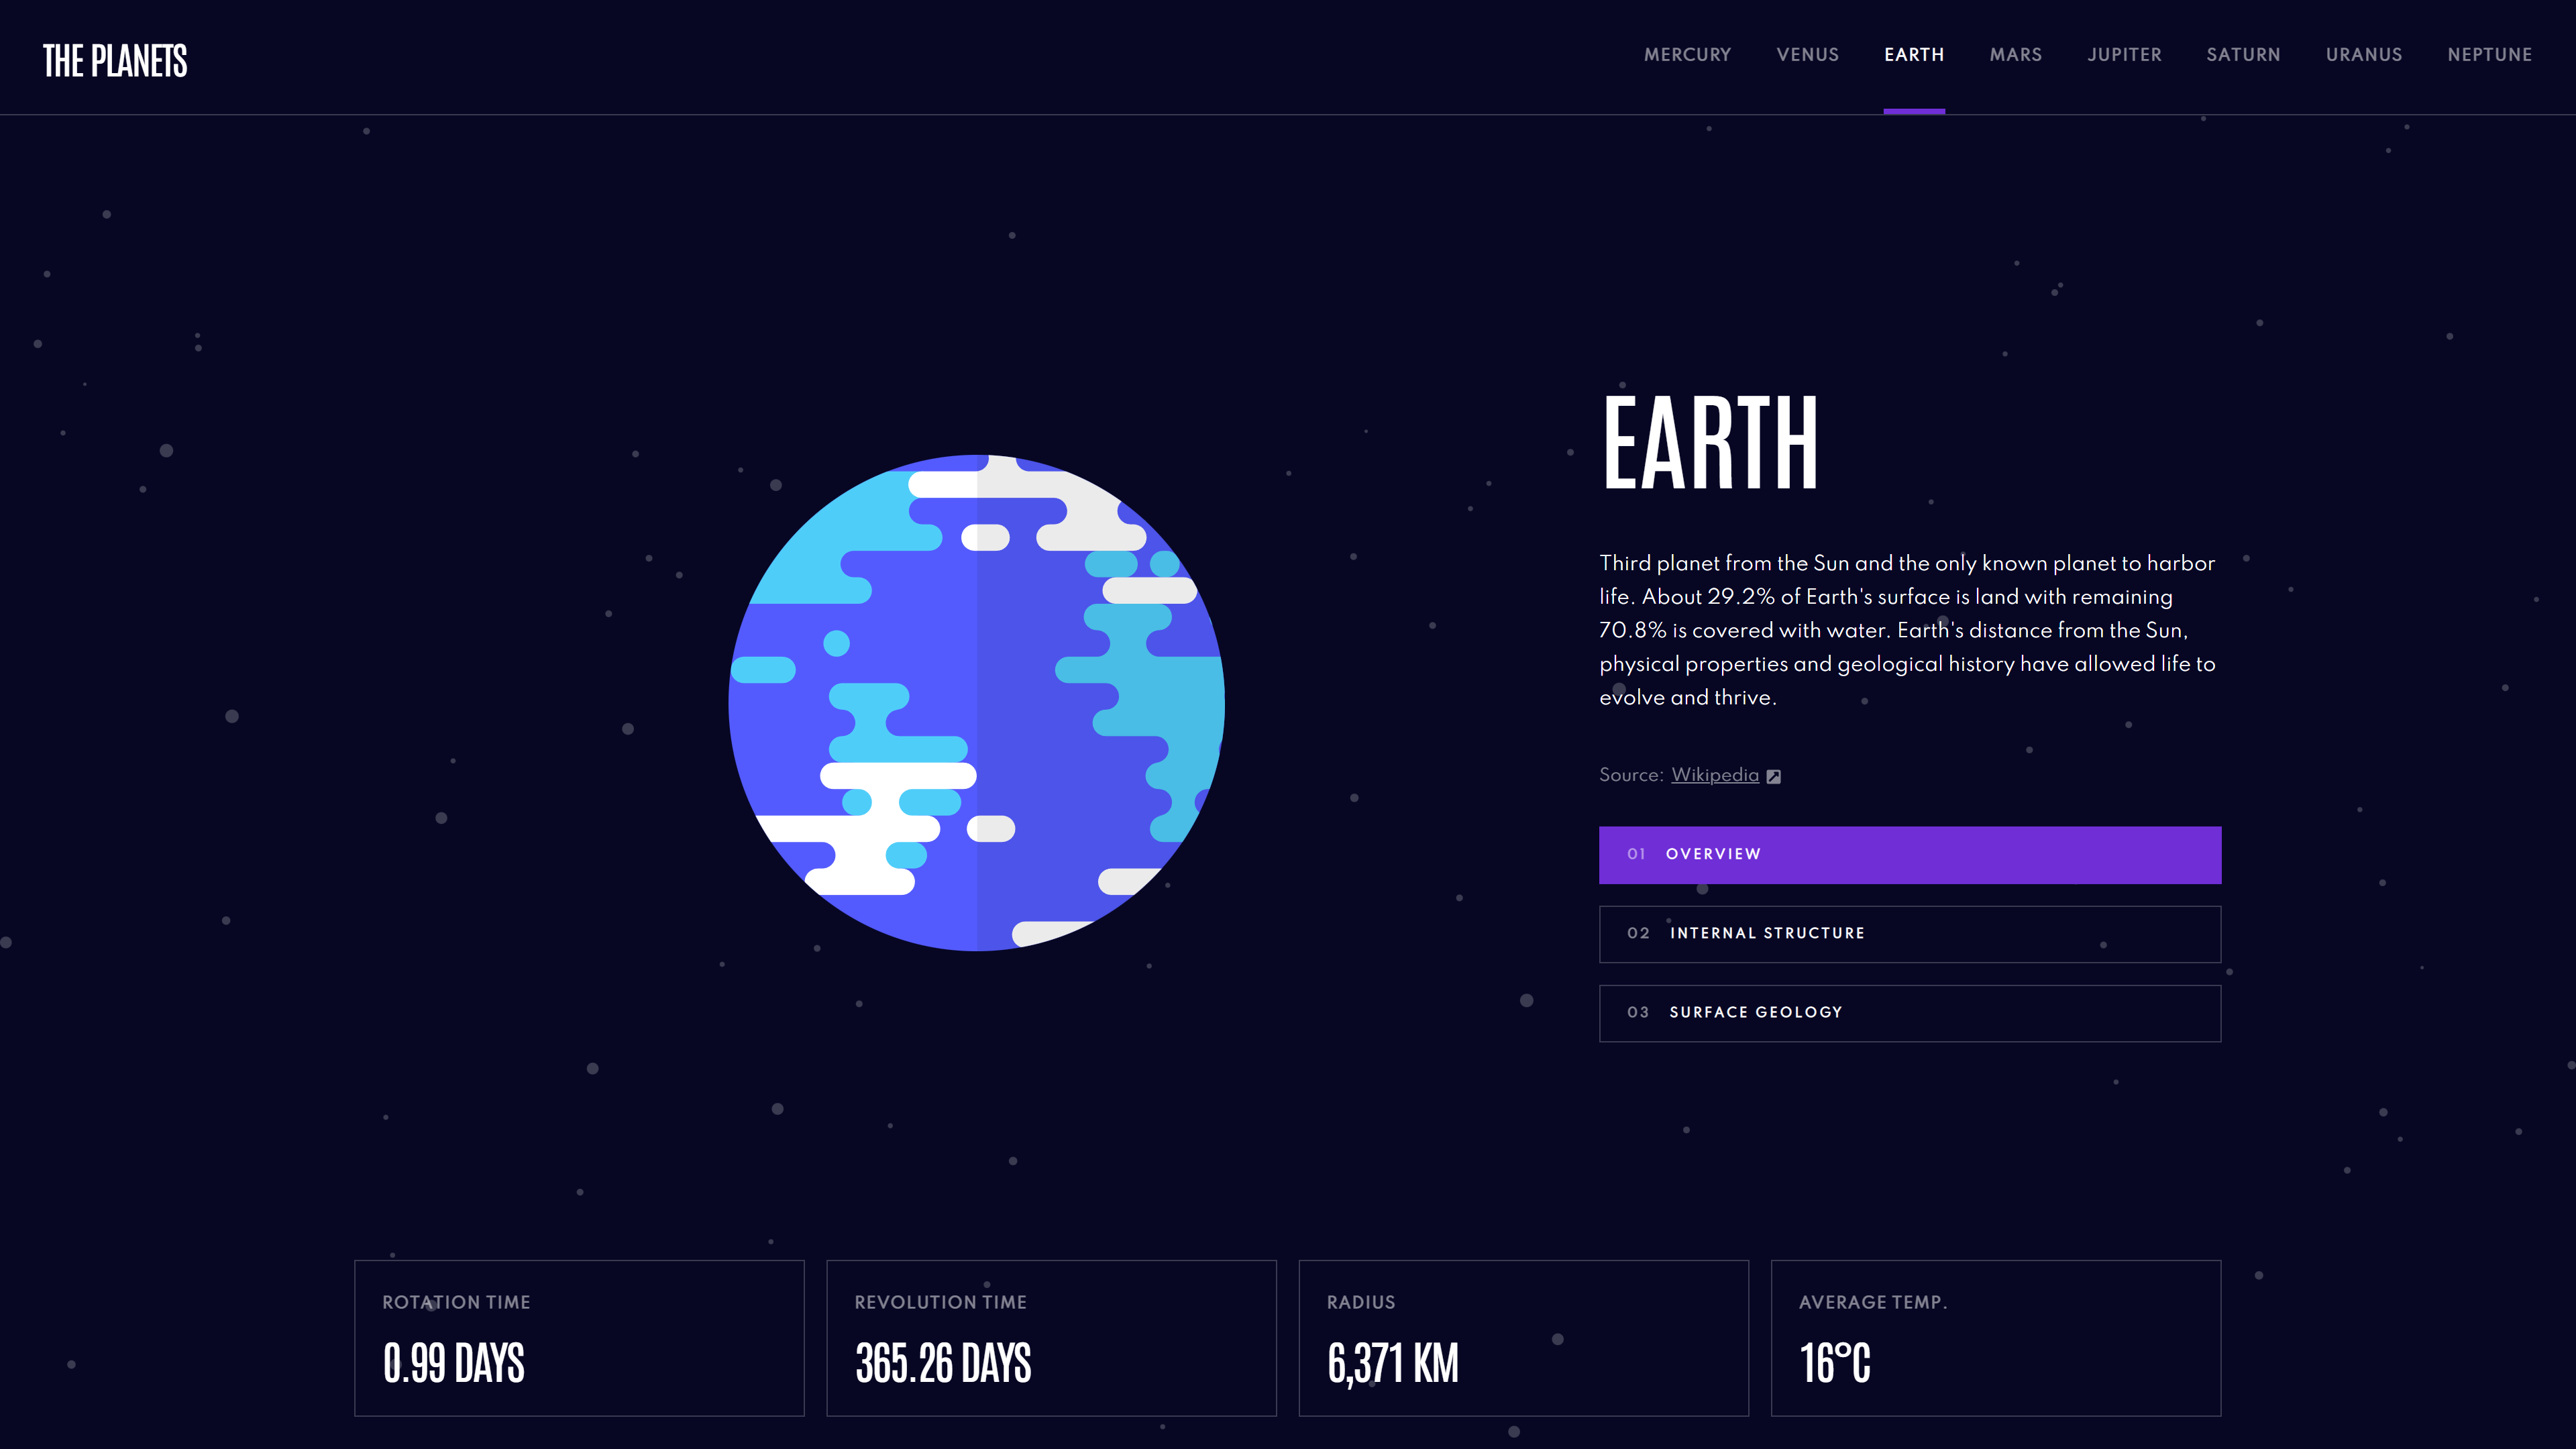 THE PLANETS
MERCURY VENUS EARTH MARS JUPITER SATURN URANUS NEPTUNE
EARTH
Third planet from the Sun and the only known planet to harbor
life. About 29.2% of Earth's surface is land with remaining
70.8% is covered with water. Earth's distance from the Sun,
physical properties and geological history have allowed life to
evolve and thrive.
Source: Wikipedia
01 OVERVIEW
02 INTERNAL STRUCTURE
03 SURFACE GEOLOGY
ROTATION TIME
0.99 DAYS
REVOLUTION TIME
365.26 DAYS
RADIUS
6,371 KM
AVERAGE TEMP.
16°C